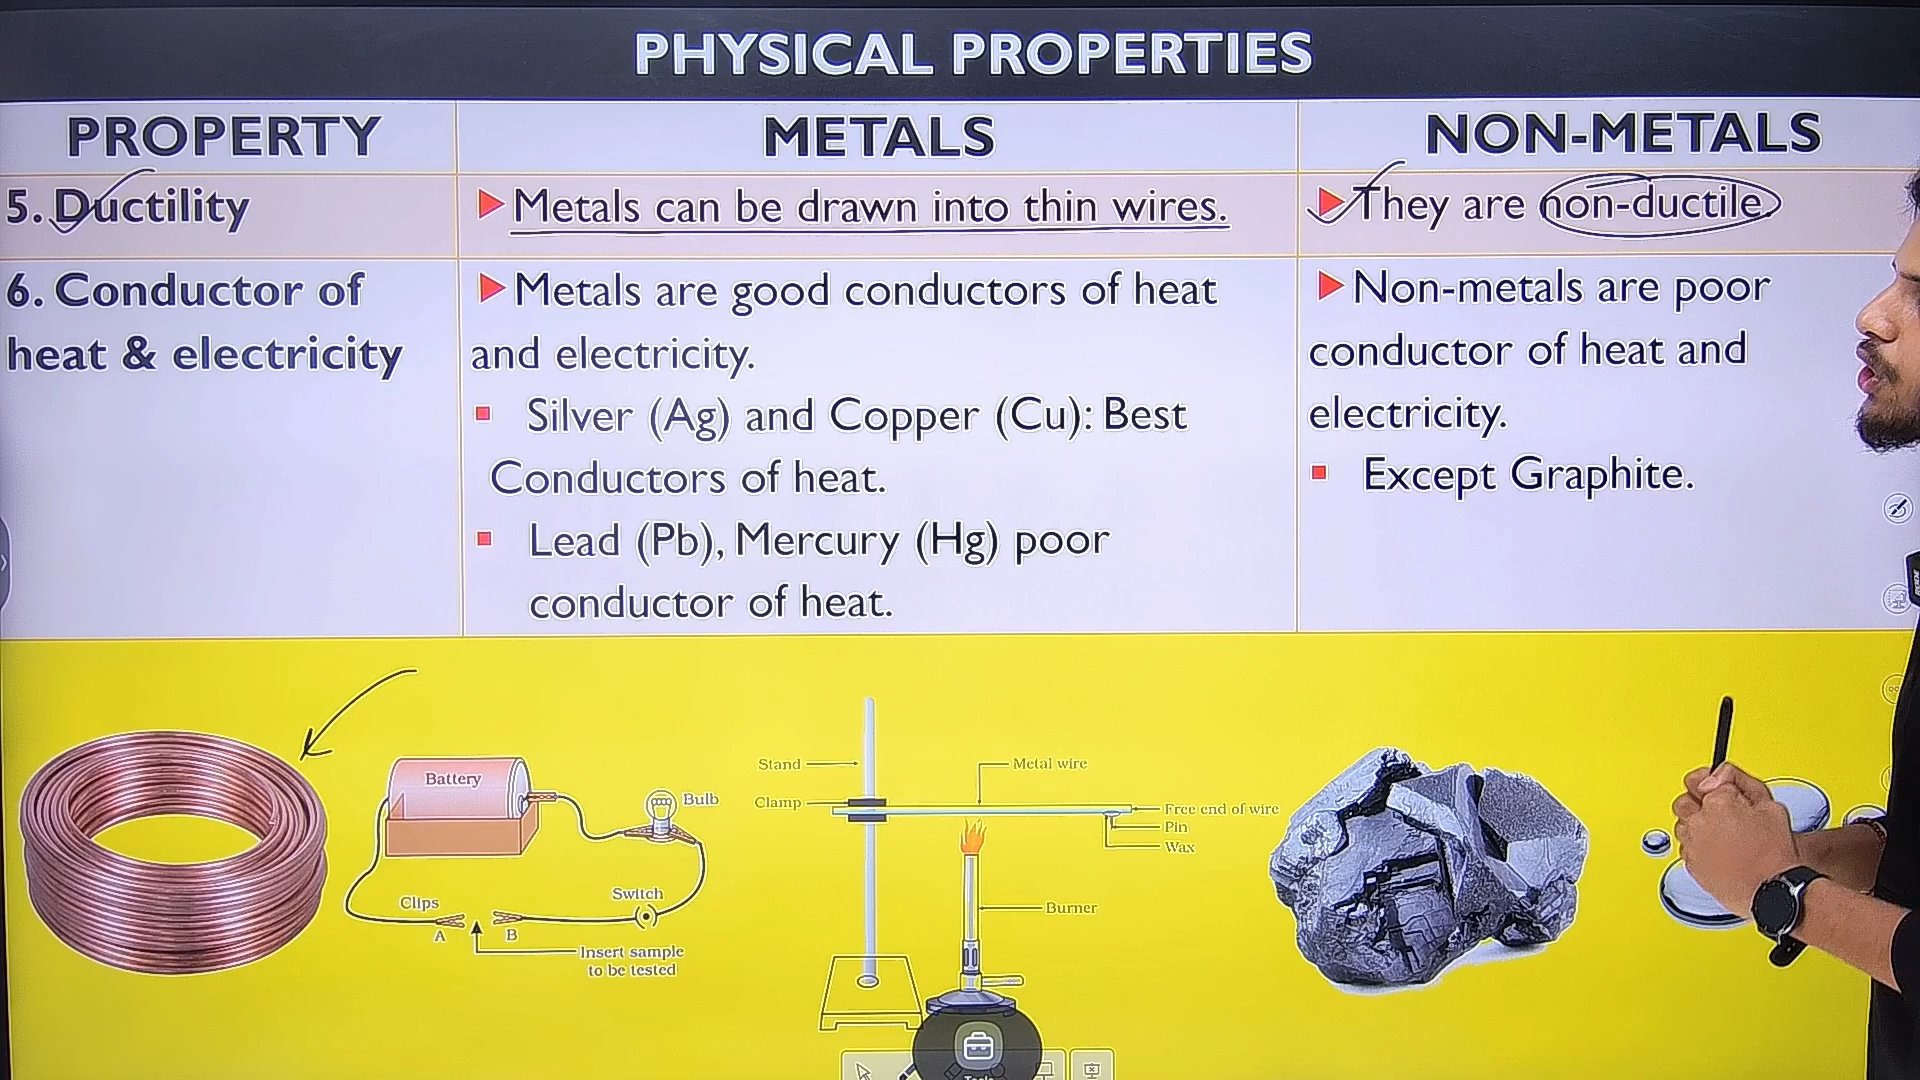 PHYSICAL PROPERTIES
PROPERTY
METALS
NON-METALS
5. Ductility
Metals can be drawn into thin wires.
They are non-ductile.
6. Conductor of
heat & electricity
Metals are good conductors of heat
and electricity.
Silver (Ag) and Copper (Cu): Best
Conductors of heat.
Lead (Pb), Mercury (Hg) poor
conductor of heat.
Non-metals are poor
conductor of heat and
electricity.
Except Graphite.
Battery
Bulb
Clips
Switch
A
B
Insert sample
to be tested
Stand
Clamp
Metal wire
Free end of wire
Pin
Wax
Burner